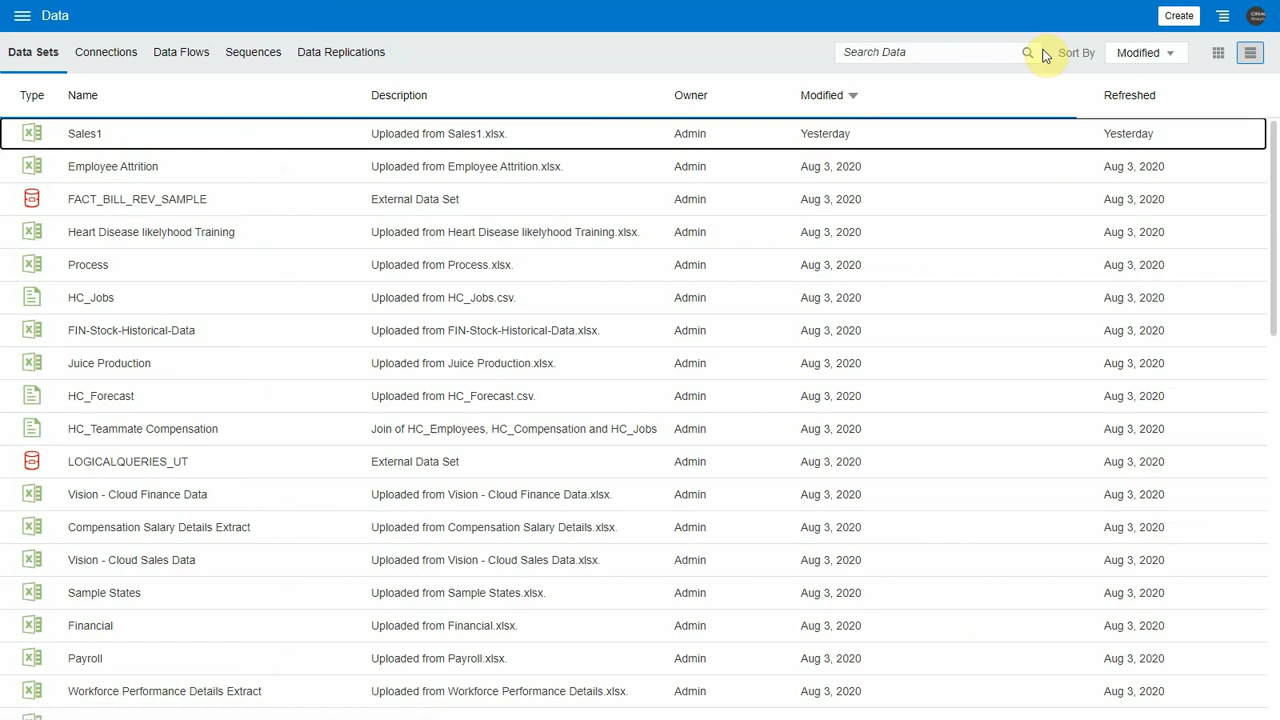 Data Create
Data Sets Connections Data Flows Sequences Data Replications Search Data Sort By Modified
Type Name Description Owner Modified Refreshed
Sales1 Uploaded from Sales1.xlsx. Admin Yesterday Yesterday
Employee Attrition Uploaded from Employee Attrition.xlsx. Admin Aug 3, 2020 Aug 3, 2020
FACT_BILL_REV_SAMPLE External Data Set Admin Aug 3, 2020 Aug 3, 2020
Heart Disease likelyhood Training Uploaded from Heart Disease likelyhood Training.xlsx. Admin Aug 3, 2020 Aug 3, 2020
Process Uploaded from Process.xlsx. Admin Aug 3, 2020 Aug 3, 2020
HC_Jobs Uploaded from HC_Jobs.csv. Admin Aug 3, 2020 Aug 3, 2020
FIN-Stock-Historical-Data Uploaded from FIN-Stock-Historical-Data.xlsx. Admin Aug 3, 2020 Aug 3, 2020
Juice Production Uploaded from Juice Production.xlsx. Admin Aug 3, 2020 Aug 3, 2020
HC_Forecast Uploaded from HC_Forecast.csv. Admin Aug 3, 2020 Aug 3, 2020
HC_Teammate Compensation Join of HC_Employees, HC_Compensation and HC_Jobs Admin Aug 3, 2020 Aug 3, 2020
LOGICALQUERIES_UT External Data Set Admin Aug 3, 2020 Aug 3, 2020
Vision - Cloud Finance Data Uploaded from Vision - Cloud Finance Data.xlsx. Admin Aug 3, 2020 Aug 3, 2020
Compensation Salary Details Extract Uploaded from Compensation Salary Details.xlsx. Admin Aug 3, 2020 Aug 3, 2020
Vision - Cloud Sales Data Uploaded from Vision - Cloud Sales Data.xlsx. Admin Aug 3, 2020 Aug 3, 2020
Sample States Uploaded from Sample States.xlsx. Admin Aug 3, 2020 Aug 3, 2020
Financial Uploaded from Financial.xlsx. Admin Aug 3, 2020 Aug 3, 2020
Payroll Uploaded from Payroll.xlsx. Admin Aug 3, 2020 Aug 3, 2020
Workforce Performance Details Extract Uploaded from Workforce Performance Details.xlsx. Admin Aug 3, 2020 Aug 3, 2020